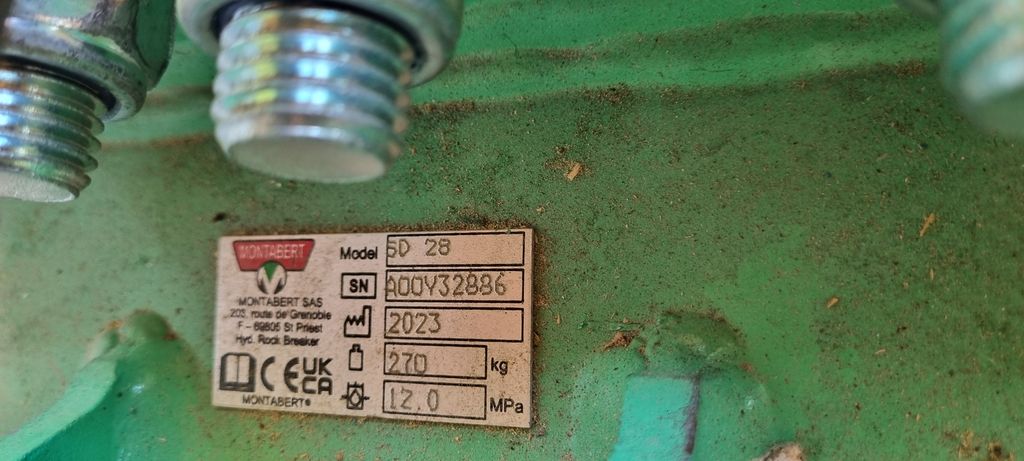 MONTABERT
MONTABERT SAS
203, route de Grenoble
F - 69805 St Priest
Hyd. Rock Breaker
CE UK
CA
MONTABERT®
Model SD 28
SN A00Y32886
2023
270 kg
12.0 MPa